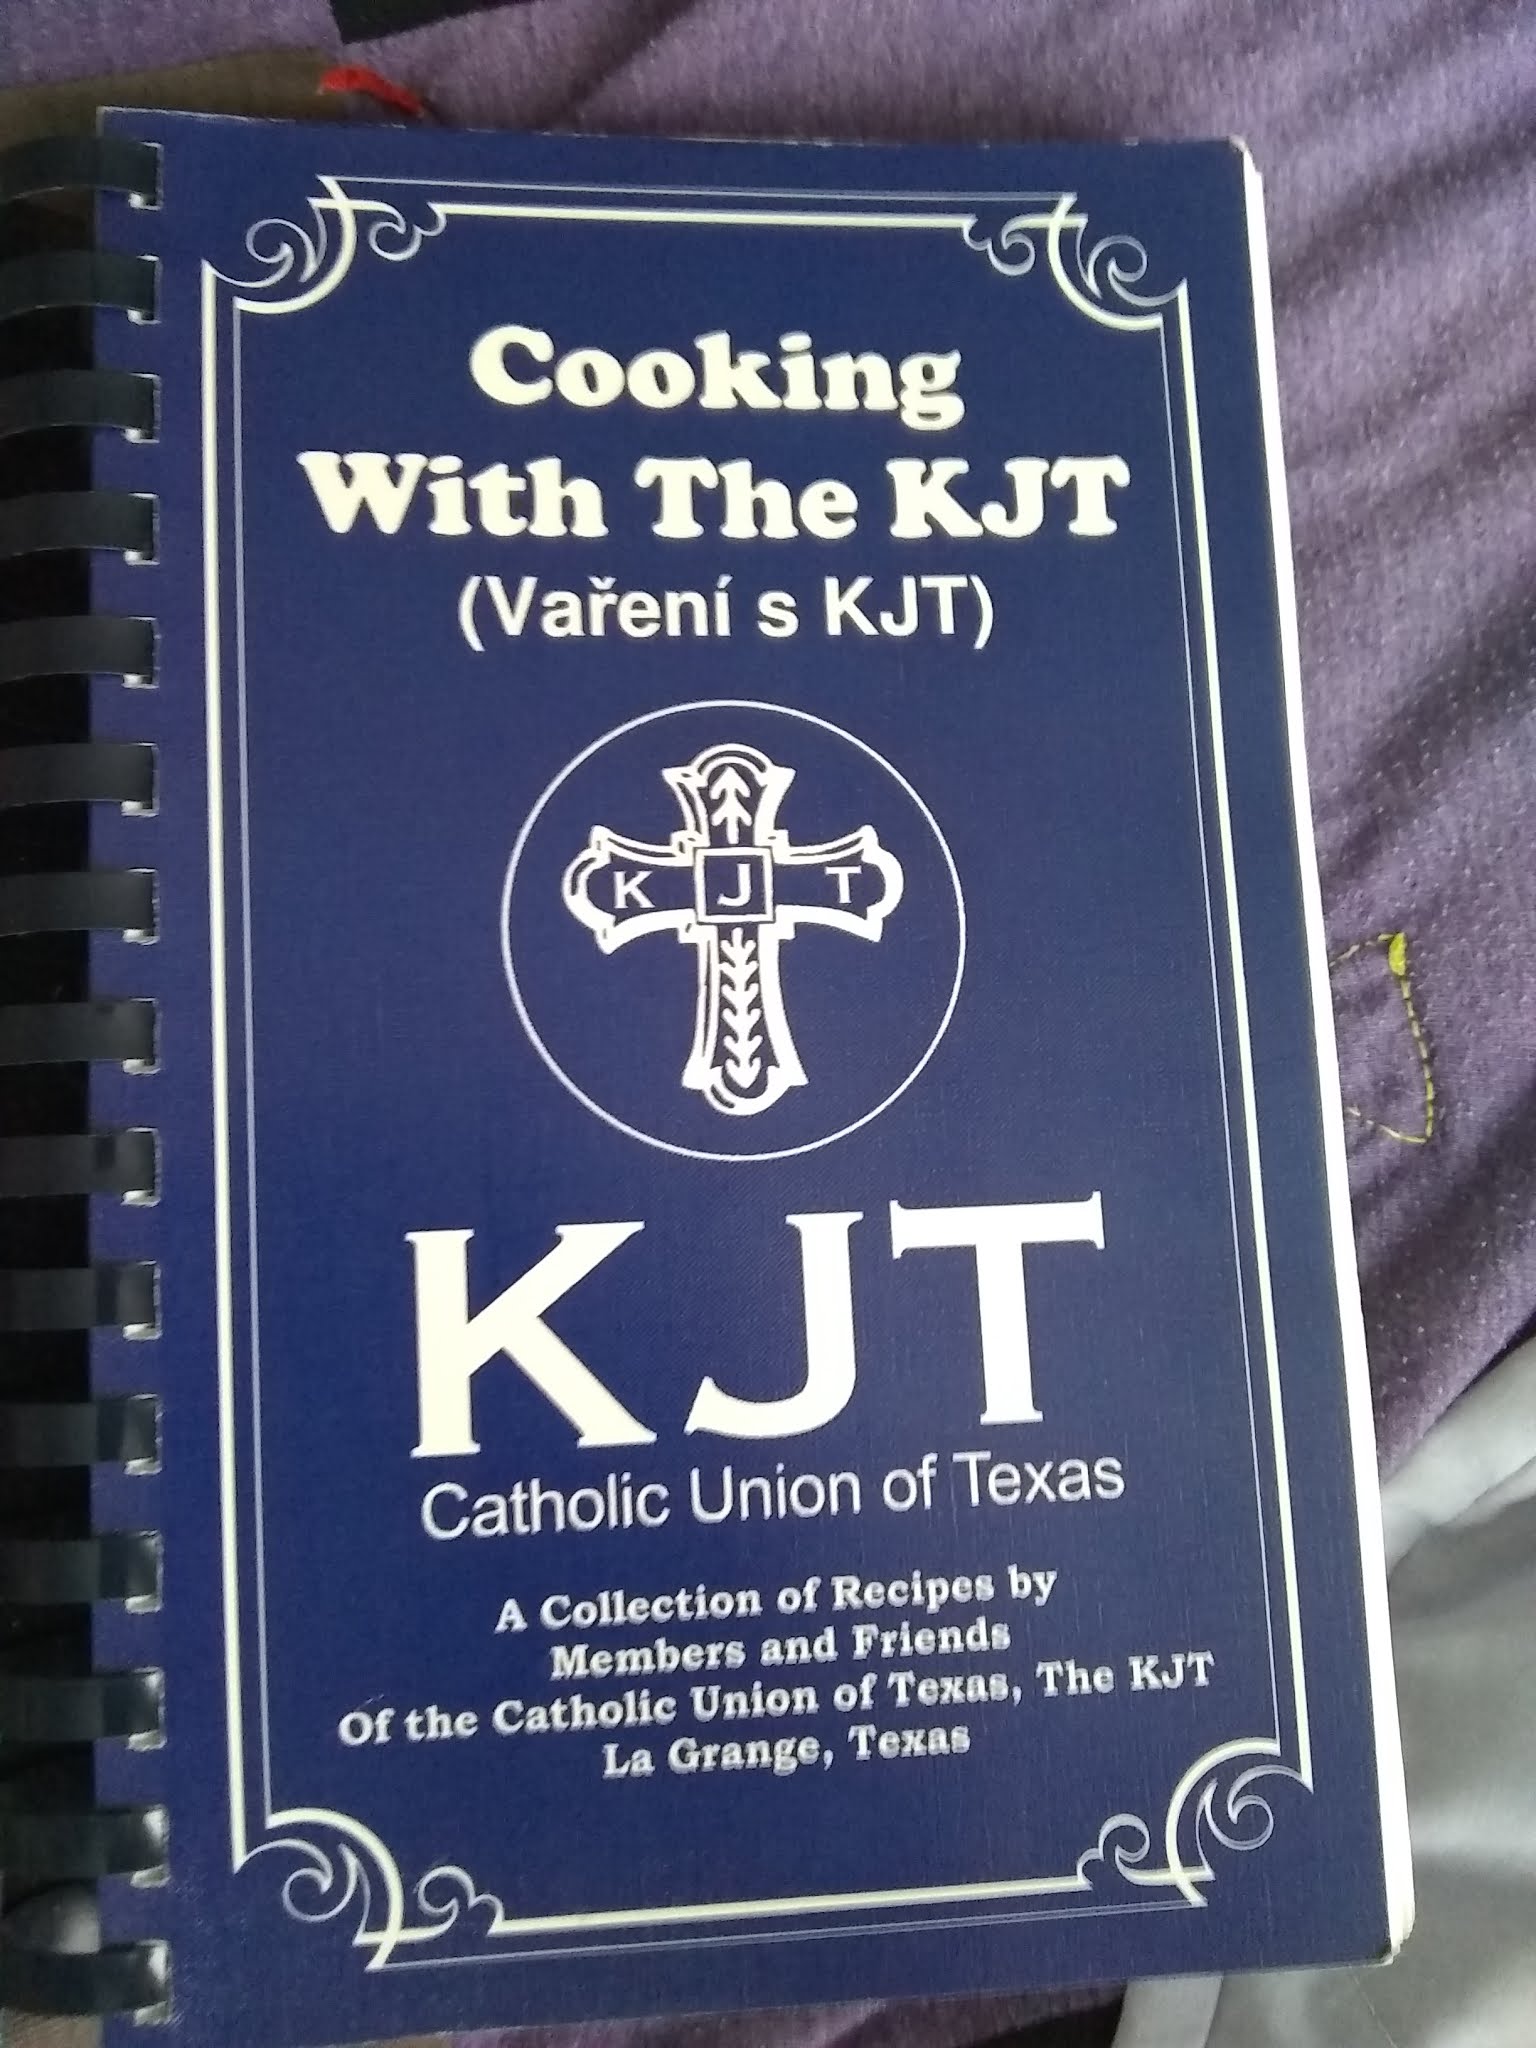 Cooking
With The KJT
(Vaření s KJT)
K J T
KJT
Catholic Union of Texas
A Collection of Recipes by
Members and Friends
Of the Catholic Union of Texas, The KJT
La Grange, Texas